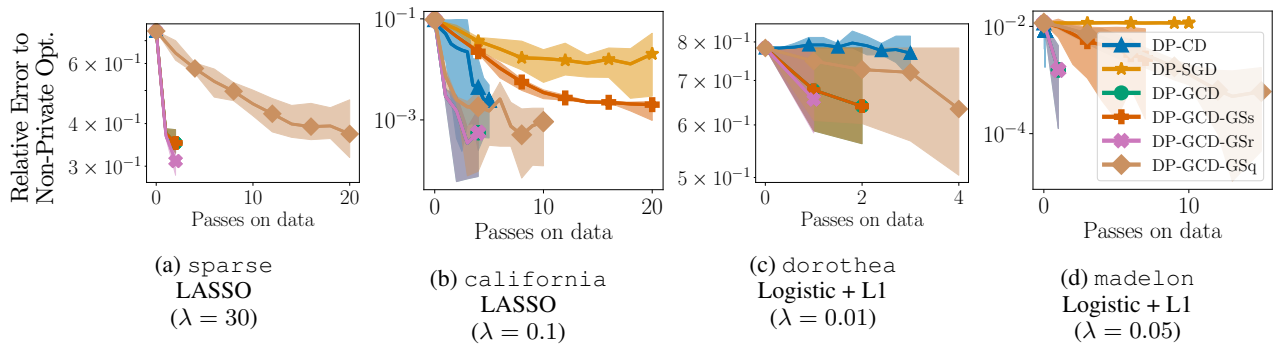 Relative Error to
Non-Private Opt.
6 × 10⁻¹
4 × 10⁻¹
3 × 10⁻¹
0
10
20
Passes on data
10⁻¹
10⁻³
0
10
20
Passes on data
8 × 10⁻¹
7 × 10⁻¹
6 × 10⁻¹
5 × 10⁻¹
0
2
4
Passes on data
10⁻²
10⁻⁴
0
10
Passes on data
DP-CD
DP-SGD
DP-GCD
DP-GCD-GSs
DP-GCD-GSr
DP-GCD-GSq
(a) sparse
LASSO
(λ = 30)
(b) california
LASSO
(λ = 0.1)
(c) dorothea
Logistic + L1
(λ = 0.01)
(d) madelon
Logistic + L1
(λ = 0.05)